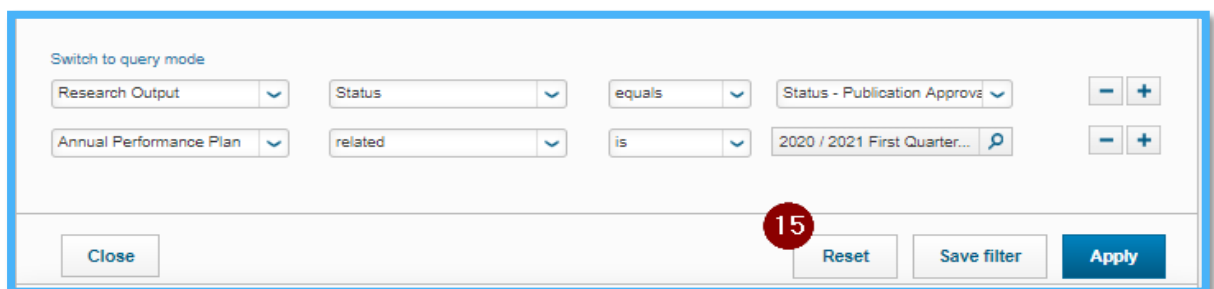 Switch to query mode
Research Output Status equals Status - Publication Approva
Annual Performance Plan related is 2020 / 2021 First Quarter...
15
Close Reset Save filter Apply